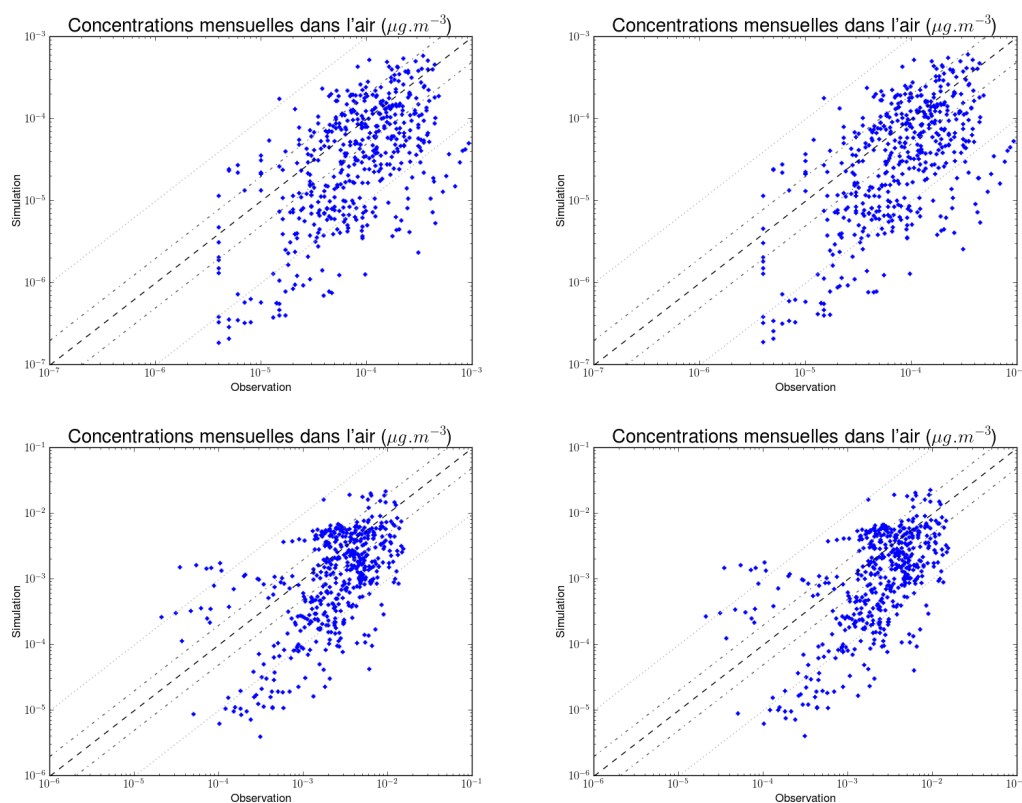 Concentrations mensuelles dans l'air (μg.m⁻³)
10⁻³
10⁻⁴
10⁻⁵
10⁻⁶
10⁻⁷
Simulation
10⁻⁷ 10⁻⁶ 10⁻⁵ 10⁻⁴ 10⁻³
Observation
Concentrations mensuelles dans l'air (μg.m⁻³)
10⁻³
10⁻⁴
10⁻⁵
10⁻⁶
10⁻⁷
Simulation
10⁻⁷ 10⁻⁶ 10⁻⁵ 10⁻⁴
Observation
Concentrations mensuelles dans l'air (μg.m⁻³)
10⁻¹
10⁻²
10⁻³
10⁻⁴
10⁻⁵
10⁻⁶
Simulation
10⁻⁶ 10⁻⁵ 10⁻⁴ 10⁻³ 10⁻² 10⁻¹
Observation
Concentrations mensuelles dans l'air (μg.m⁻³)
10⁻¹
10⁻²
10⁻³
10⁻⁴
10⁻⁵
10⁻⁶
Simulation
10⁻⁶ 10⁻⁵ 10⁻⁴ 10⁻³ 10⁻²
Observation